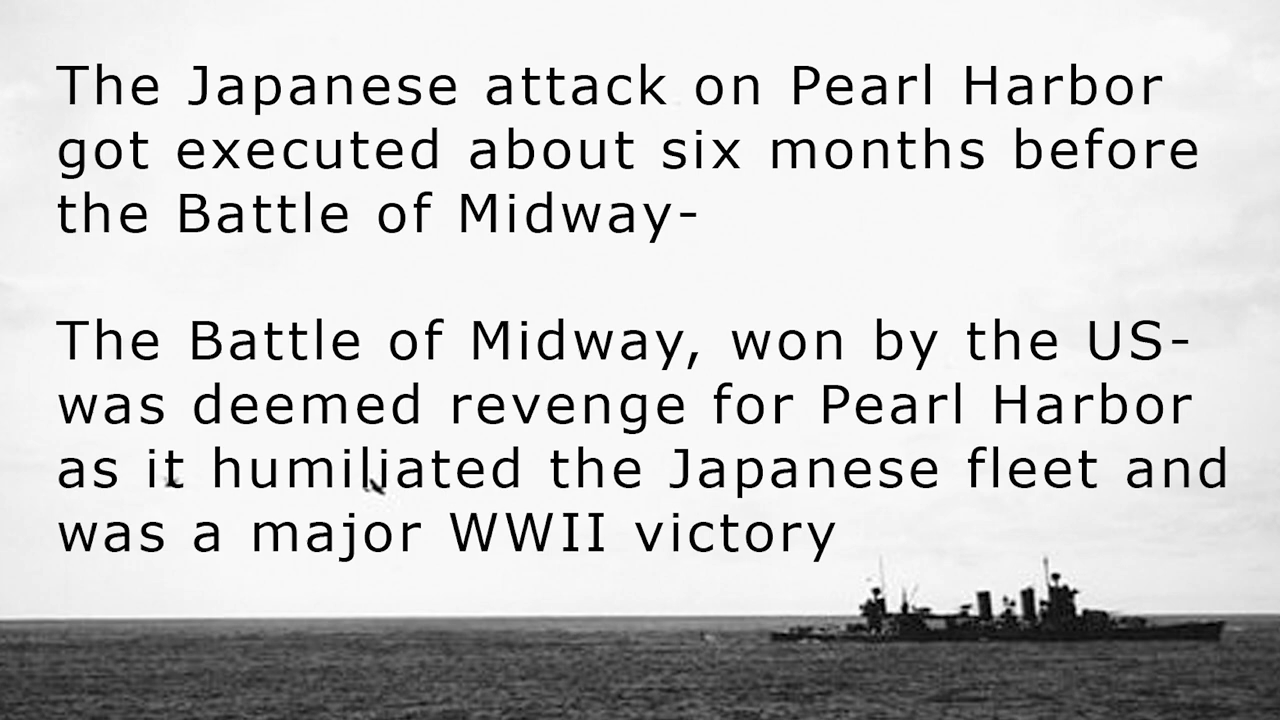 The Japanese attack on Pearl Harbor
got executed about six months before
the Battle of Midway-
The Battle of Midway, won by the US-
was deemed revenge for Pearl Harbor
as it humiliated the Japanese fleet and
was a major WWII victory